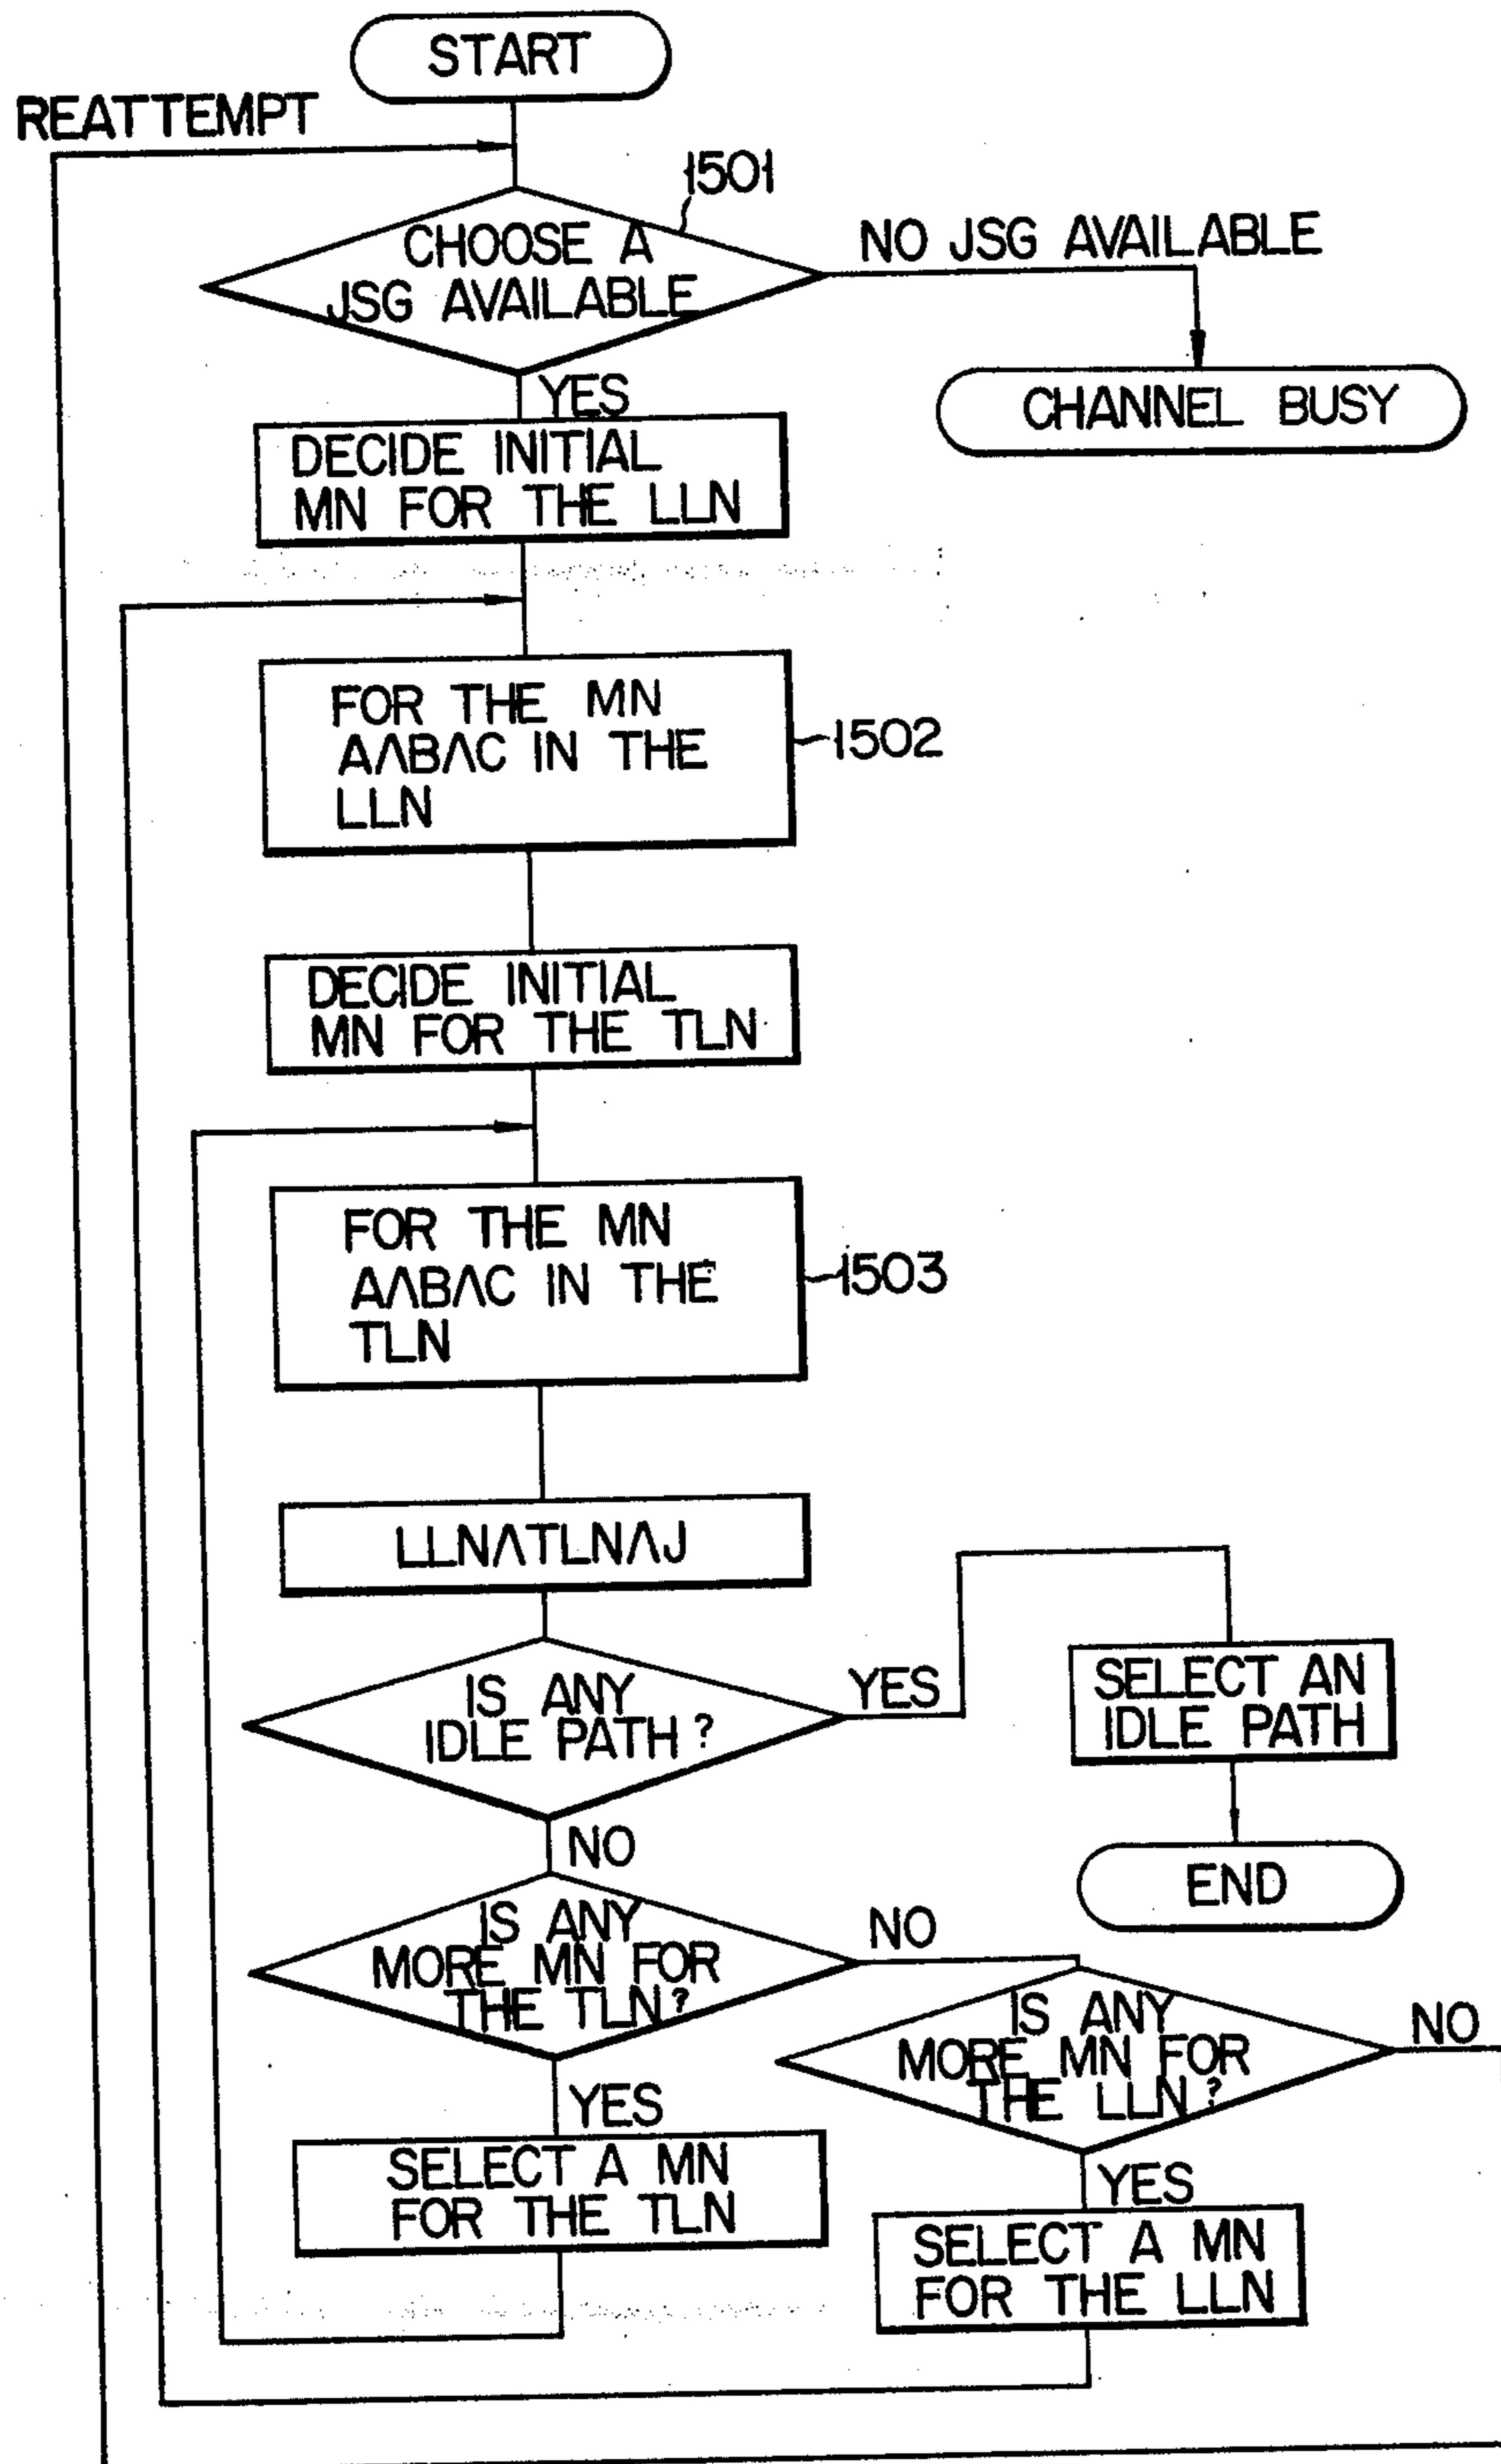 START
REATTEMPT
1501
CHOOSE A
JSG AVAILABLE
NO JSG AVAILABLE
CHANNEL BUSY
YES
DECIDE INITIAL
MN FOR THE LLN
FOR THE MN
AΛBΛC IN THE
LLN
1502
DECIDE INITIAL
MN FOR THE TLN
FOR THE MN
AΛBΛC IN THE
TLN
1503
LLNΛTLNΛJ
IS ANY
IDLE PATH?
YES
SELECT AN
IDLE PATH
END
NO
IS ANY
MORE MN FOR
THE TLN?
NO
IS ANY
MORE MN FOR
THE LLN?
NO
YES
SELECT A MN
FOR THE TLN
YES
SELECT A MN
FOR THE LLN